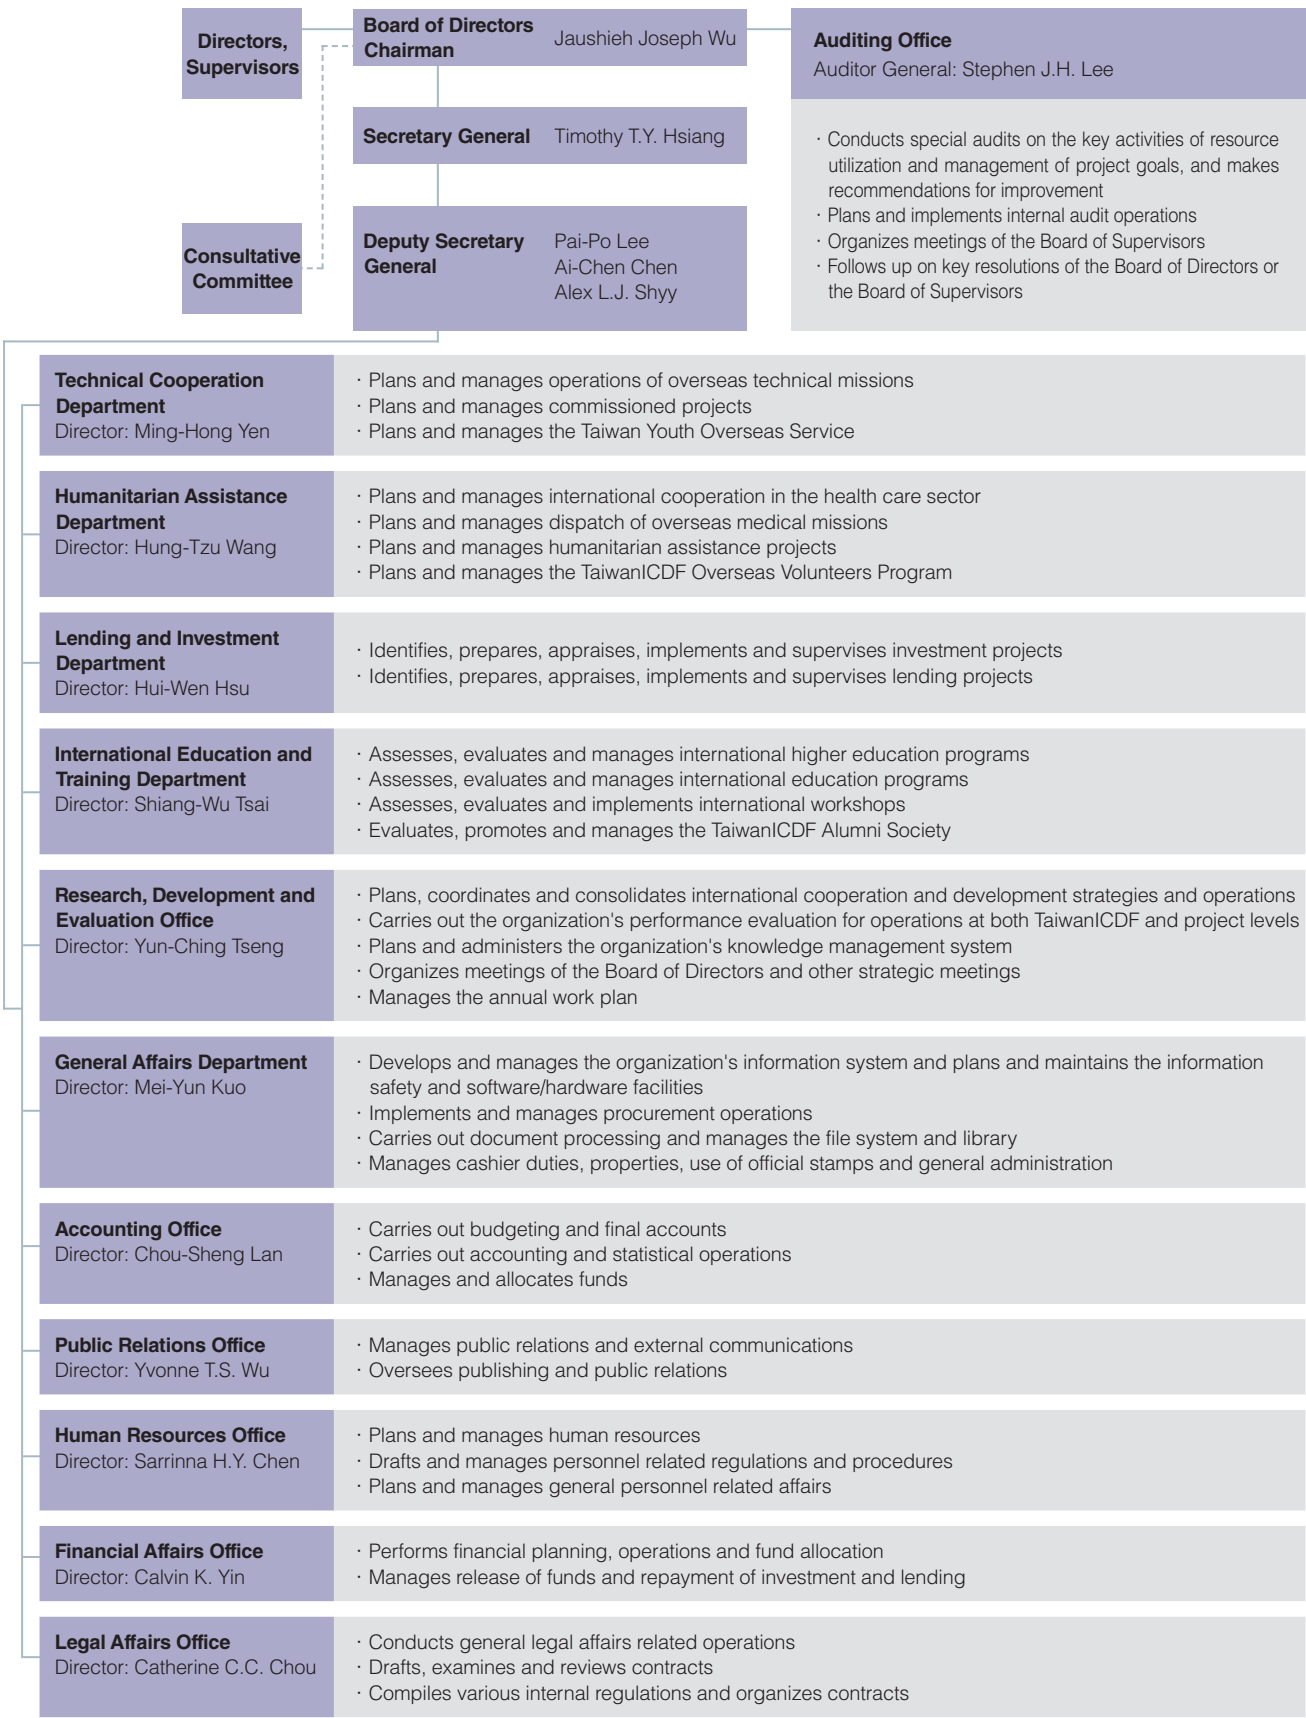 Directors,
Supervisors
Board of Directors
Chairman
Jaushieh Joseph Wu
Auditing Office
Auditor General: Stephen J.H. Lee
· Conducts special audits on the key activities of resource
utilization and management of project goals, and makes
recommendations for improvement
· Plans and implements internal audit operations
· Organizes meetings of the Board of Supervisors
· Follows up on key resolutions of the Board of Directors or
the Board of Supervisors
Secretary General
Timothy T.Y. Hsiang
Consultative
Committee
Deputy Secretary
General
Pai-Po Lee
Ai-Chen Chen
Alex L.J. Shyy
Technical Cooperation
Department
Director: Ming-Hong Yen
· Plans and manages operations of overseas technical missions
· Plans and manages commissioned projects
· Plans and manages the Taiwan Youth Overseas Service
Humanitarian Assistance
Department
Director: Hung-Tzu Wang
· Plans and manages international cooperation in the health care sector
· Plans and manages dispatch of overseas medical missions
· Plans and manages humanitarian assistance projects
· Plans and manages the TaiwanICDF Overseas Volunteers Program
Lending and Investment
Department
Director: Hui-Wen Hsu
· Identifies, prepares, appraises, implements and supervises investment projects
· Identifies, prepares, appraises, implements and supervises lending projects
International Education and
Training Department
Director: Shiang-Wu Tsai
· Assesses, evaluates and manages international higher education programs
· Assesses, evaluates and manages international education programs
· Assesses, evaluates and implements international workshops
· Evaluates, promotes and manages the TaiwanICDF Alumni Society
Research, Development and
Evaluation Office
Director: Yun-Ching Tseng
· Plans, coordinates and consolidates international cooperation and development strategies and operations
· Carries out the organization's performance evaluation for operations at both TaiwanICDF and project levels
· Plans and administers the organization's knowledge management system
· Organizes meetings of the Board of Directors and other strategic meetings
· Manages the annual work plan
General Affairs Department
Director: Mei-Yun Kuo
· Develops and manages the organization's information system and plans and maintains the information
safety and software/hardware facilities
· Implements and manages procurement operations
· Carries out document processing and manages the file system and library
· Manages cashier duties, properties, use of official stamps and general administration
Accounting Office
Director: Chou-Sheng Lan
· Carries out budgeting and final accounts
· Carries out accounting and statistical operations
· Manages and allocates funds
Public Relations Office
Director: Yvonne T.S. Wu
· Manages public relations and external communications
· Oversees publishing and public relations
Human Resources Office
Director: Sarrinna H.Y. Chen
· Plans and manages human resources
· Drafts and manages personnel related regulations and procedures
· Plans and manages general personnel related affairs
Financial Affairs Office
Director: Calvin K. Yin
· Performs financial planning, operations and fund allocation
· Manages release of funds and repayment of investment and lending
Legal Affairs Office
Director: Catherine C.C. Chou
· Conducts general legal affairs related operations
· Drafts, examines and reviews contracts
· Compiles various internal regulations and organizes contracts